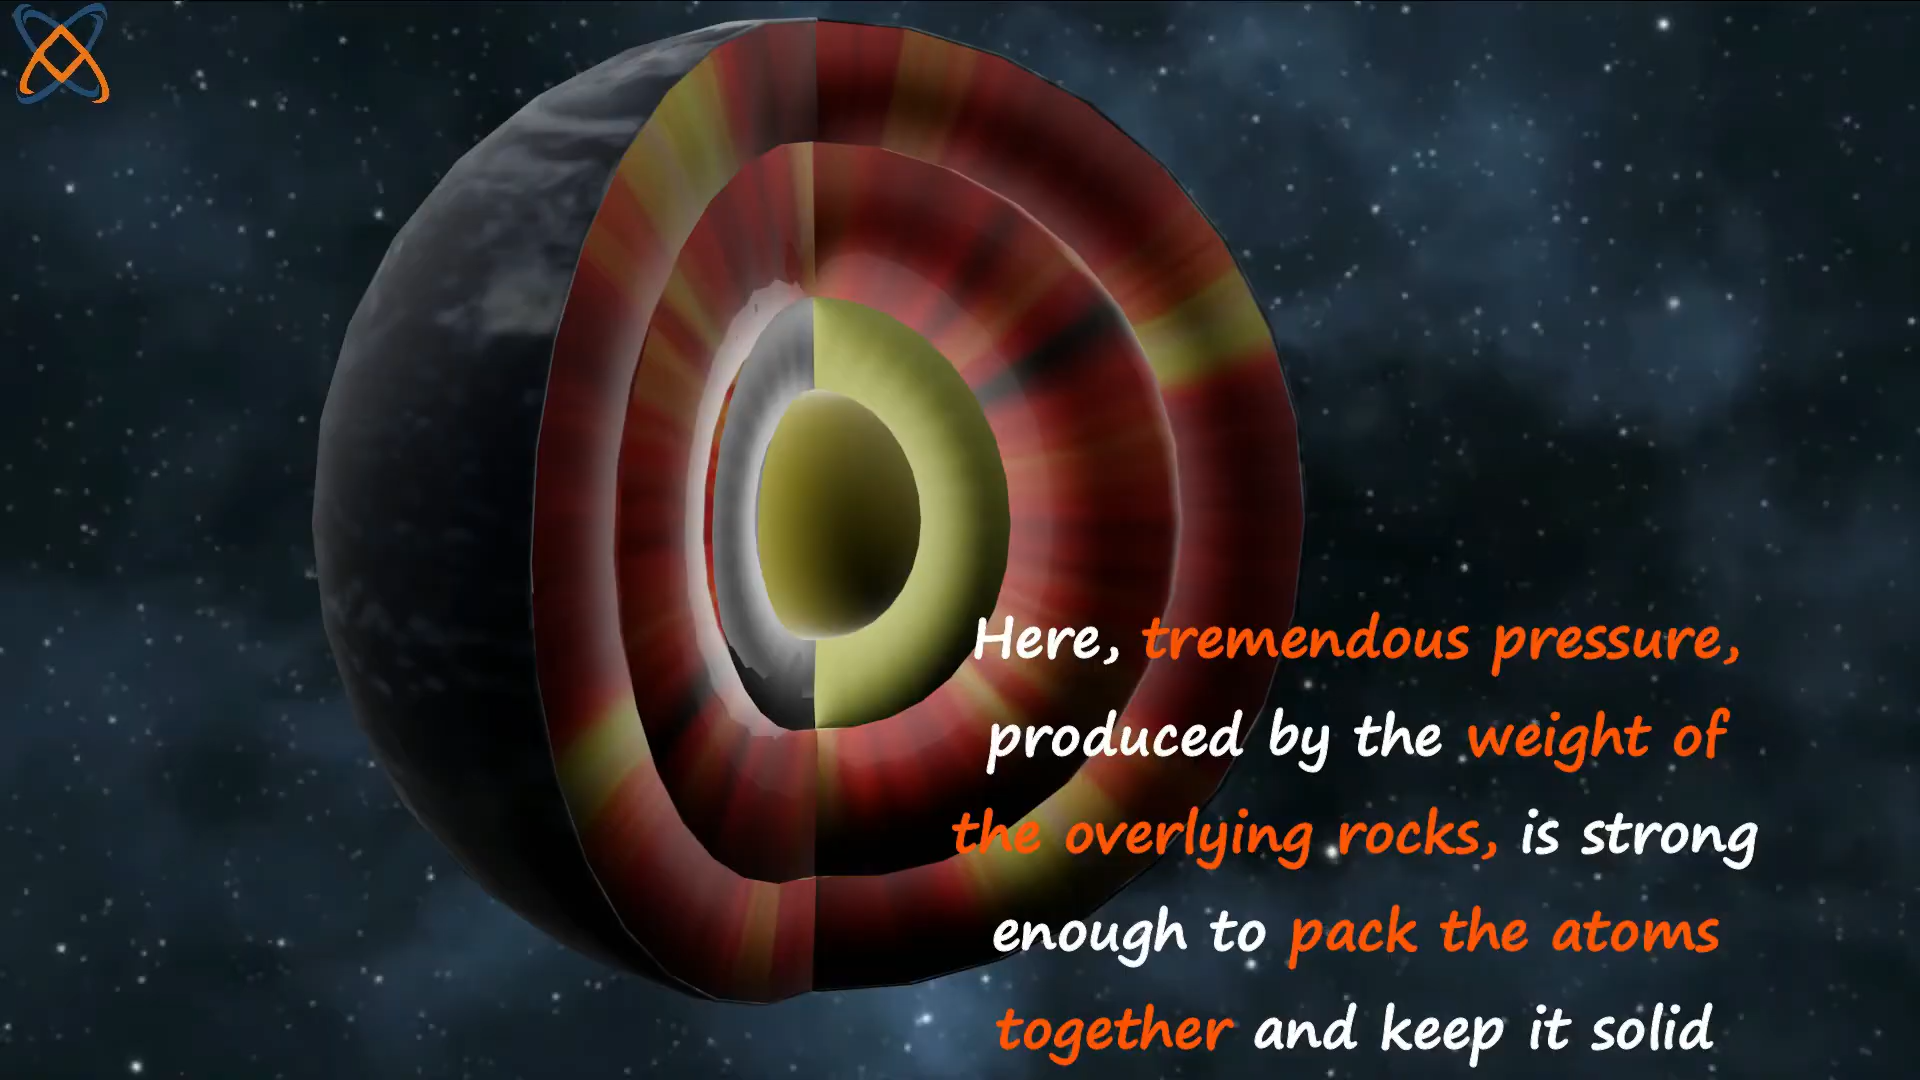 Here, tremendous pressure,
produced by the weight of
the overlying rocks, is strong
enough to pack the atoms
together and keep it solid